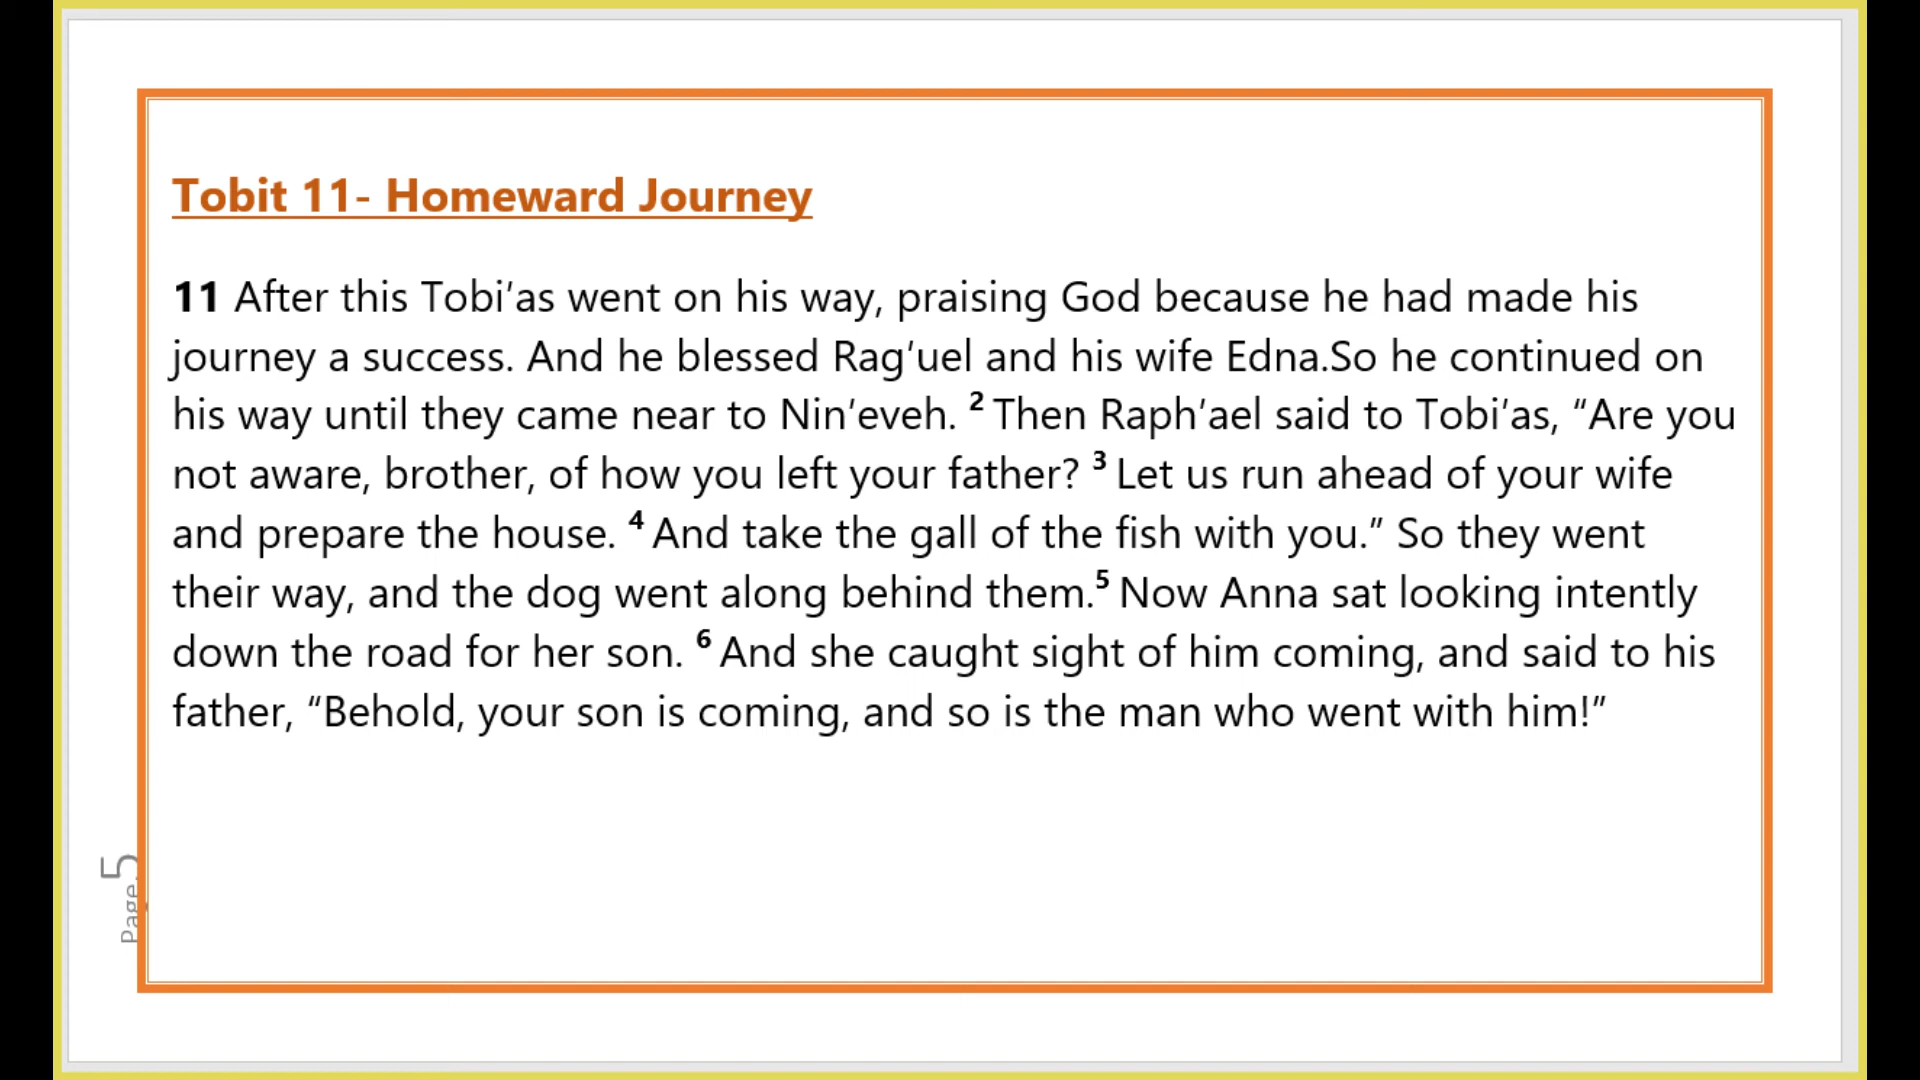 Tobit 11- Homeward Journey
11 After this Tobi’as went on his way, praising God because he had made his
journey a success. And he blessed Rag’uel and his wife Edna.So he continued on
his way until they came near to Nin’eveh. 2 Then Raph’ael said to Tobi’as, “Are you
not aware, brother, of how you left your father? 3 Let us run ahead of your wife
and prepare the house. 4 And take the gall of the fish with you.” So they went
their way, and the dog went along behind them.5 Now Anna sat looking intently
down the road for her son. 6 And she caught sight of him coming, and said to his
father, “Behold, your son is coming, and so is the man who went with him!”
Page 5